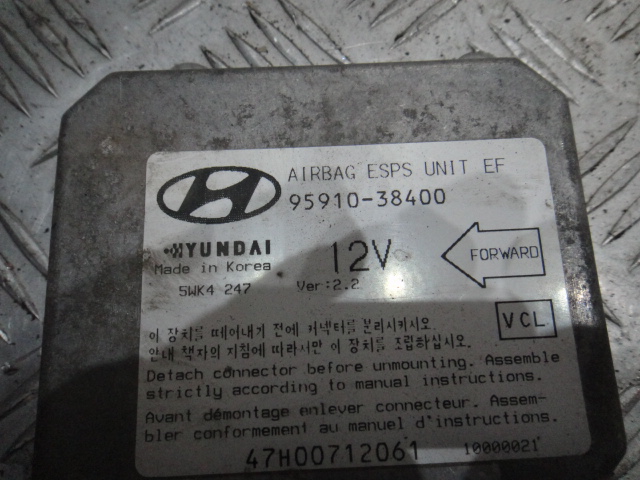 AIRBAG ESPS UNIT EF
95910-38400
HYUNDAI
12V
FORWARD
Made in Korea
5WK4 247
Ver:2.2
VCL
이 장치를 떼어내기 전에 커넥터를 분리시키시오.
안내 책자의 지침에 따라서만 이 장치를 조립하십시오.
Detach connector before unmounting. Assemble
strictly according to manual instructions.
Avant démontage enlever connecteur. Assem-
bler conformement au manuel d'instructions.
47H00712061
10000021